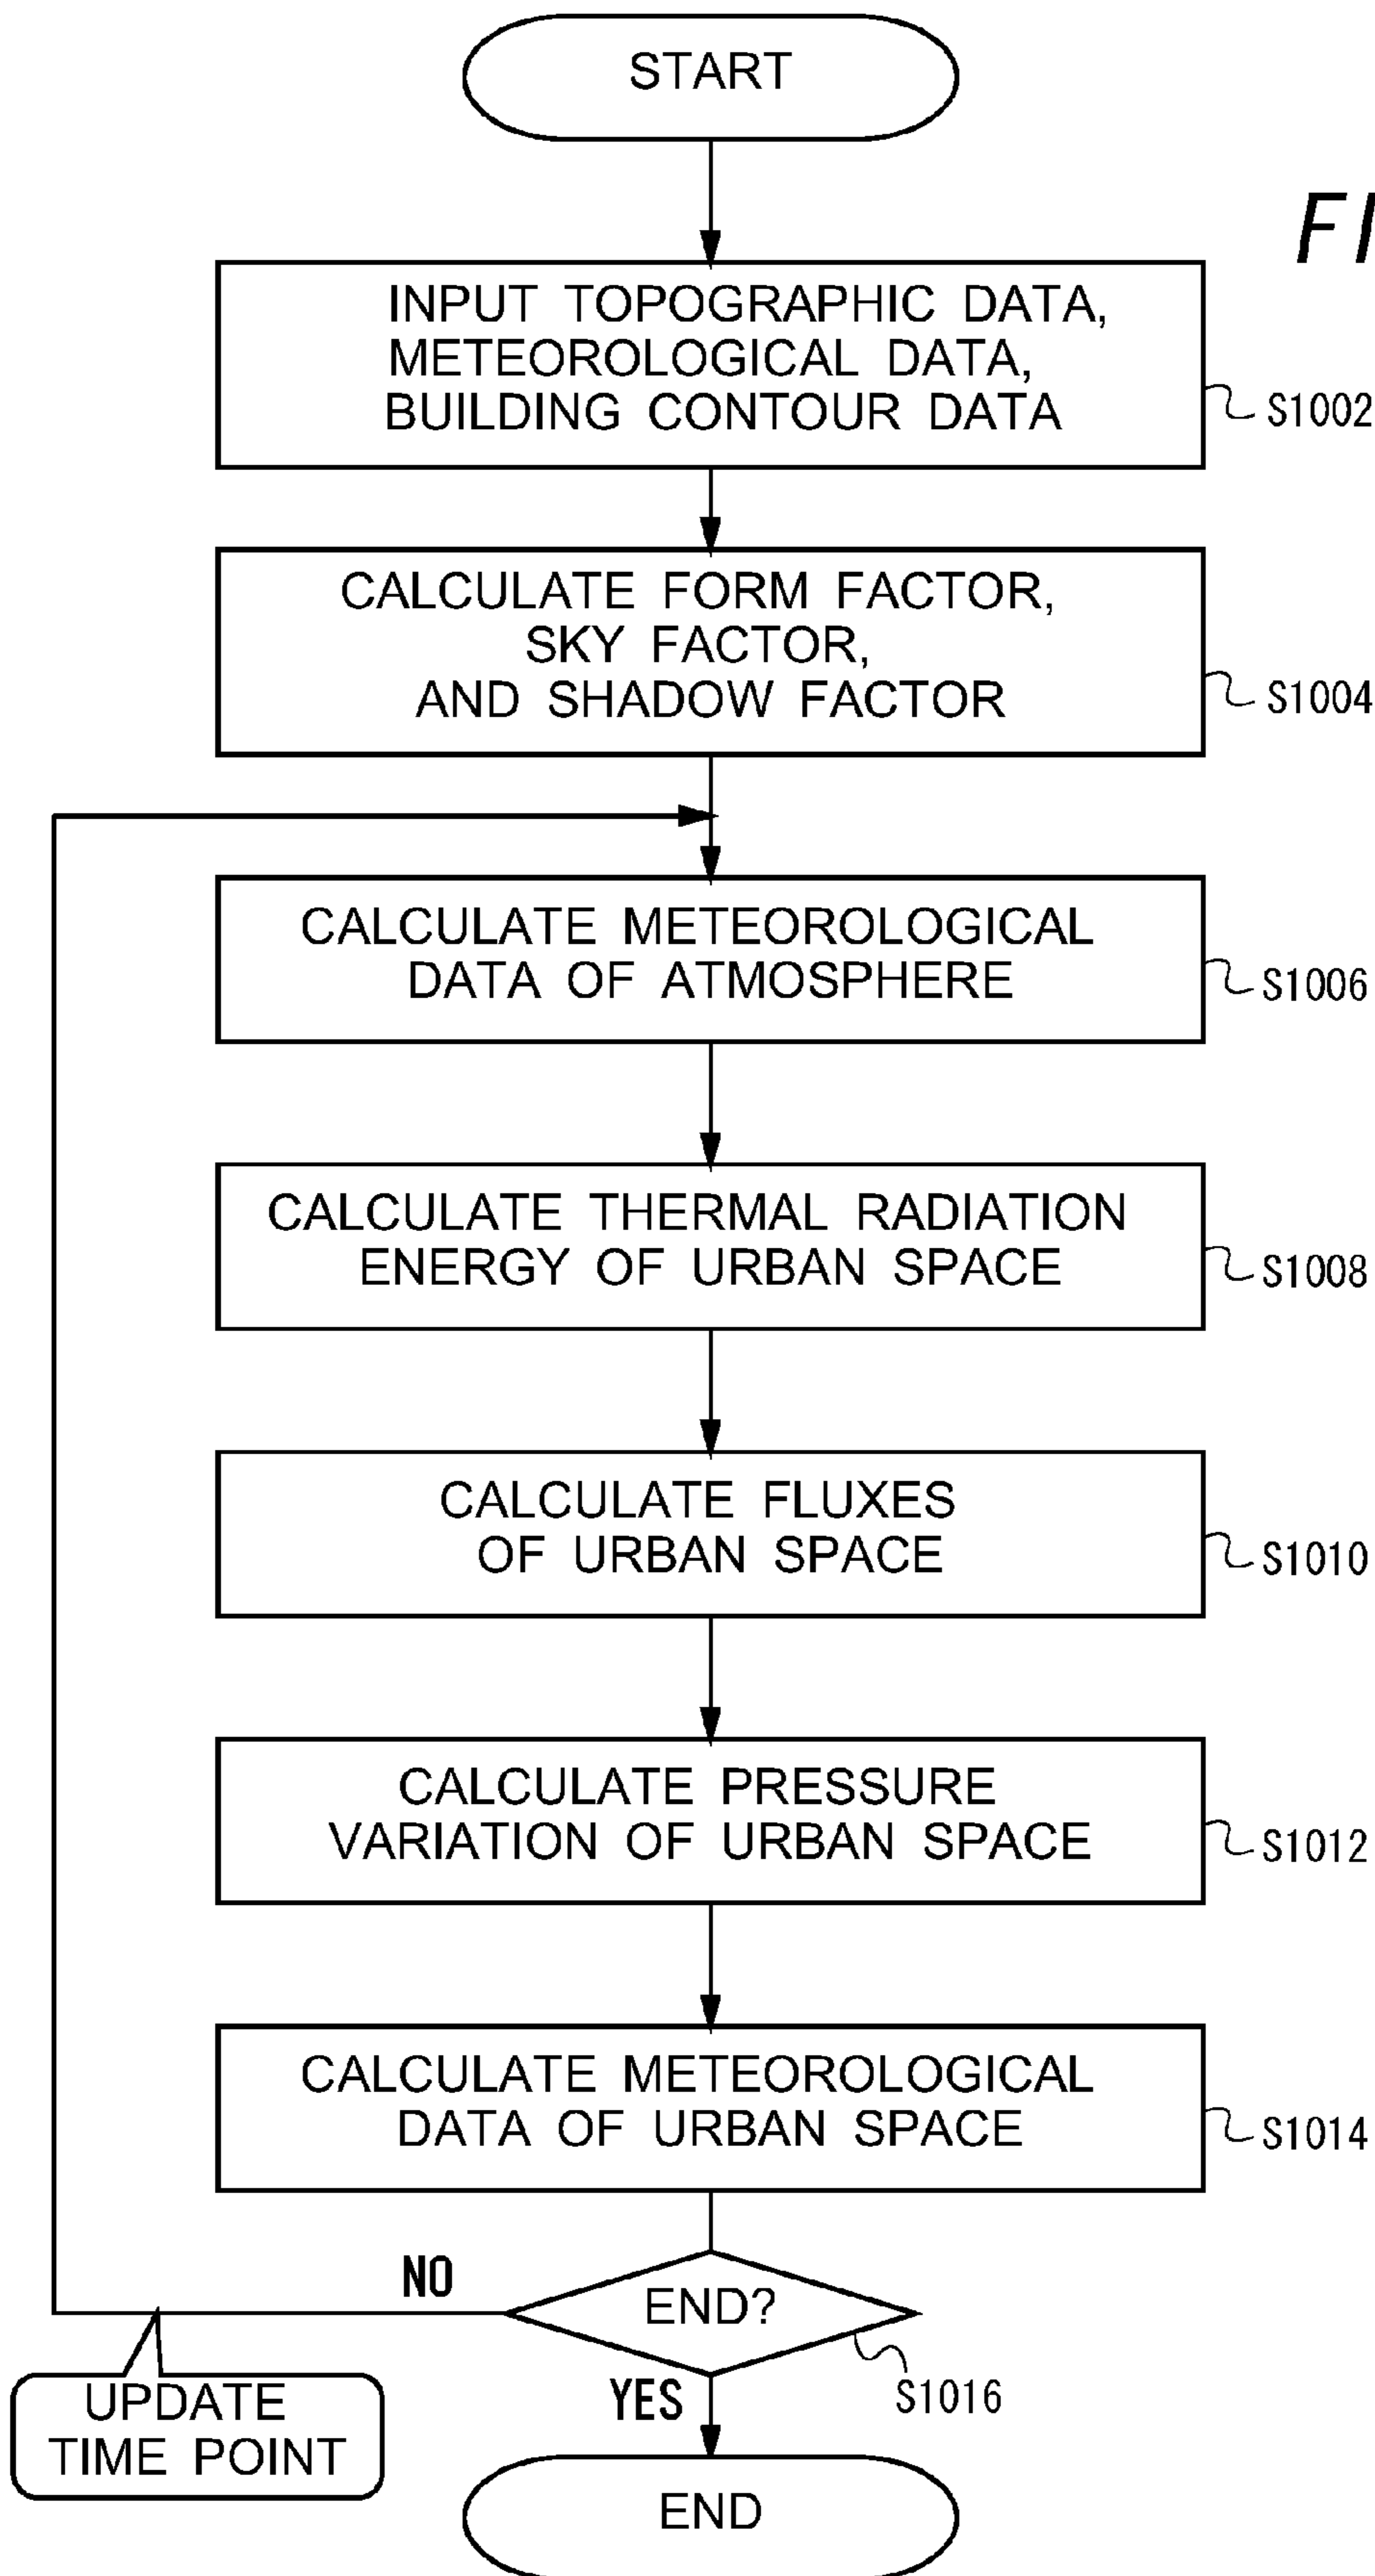 START
FI
INPUT TOPOGRAPHIC DATA,
METEOROLOGICAL DATA,
BUILDING CONTOUR DATA
S1002
CALCULATE FORM FACTOR,
SKY FACTOR,
AND SHADOW FACTOR
S1004
CALCULATE METEOROLOGICAL
DATA OF ATMOSPHERE
S1006
CALCULATE THERMAL RADIATION
ENERGY OF URBAN SPACE
S1008
CALCULATE FLUXES
OF URBAN SPACE
S1010
CALCULATE PRESSURE
VARIATION OF URBAN SPACE
S1012
CALCULATE METEOROLOGICAL
DATA OF URBAN SPACE
S1014
NO
END?
S1016
UPDATE
TIME POINT
YES
END